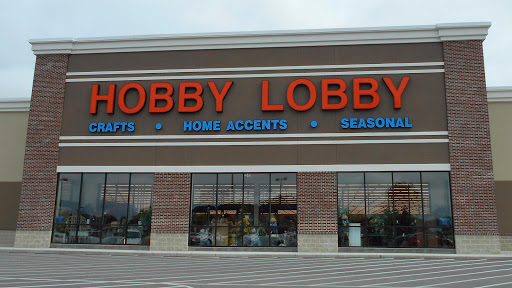 HOBBY LOBBY
CRAFTS • HOME ACCENTS • SEASONAL